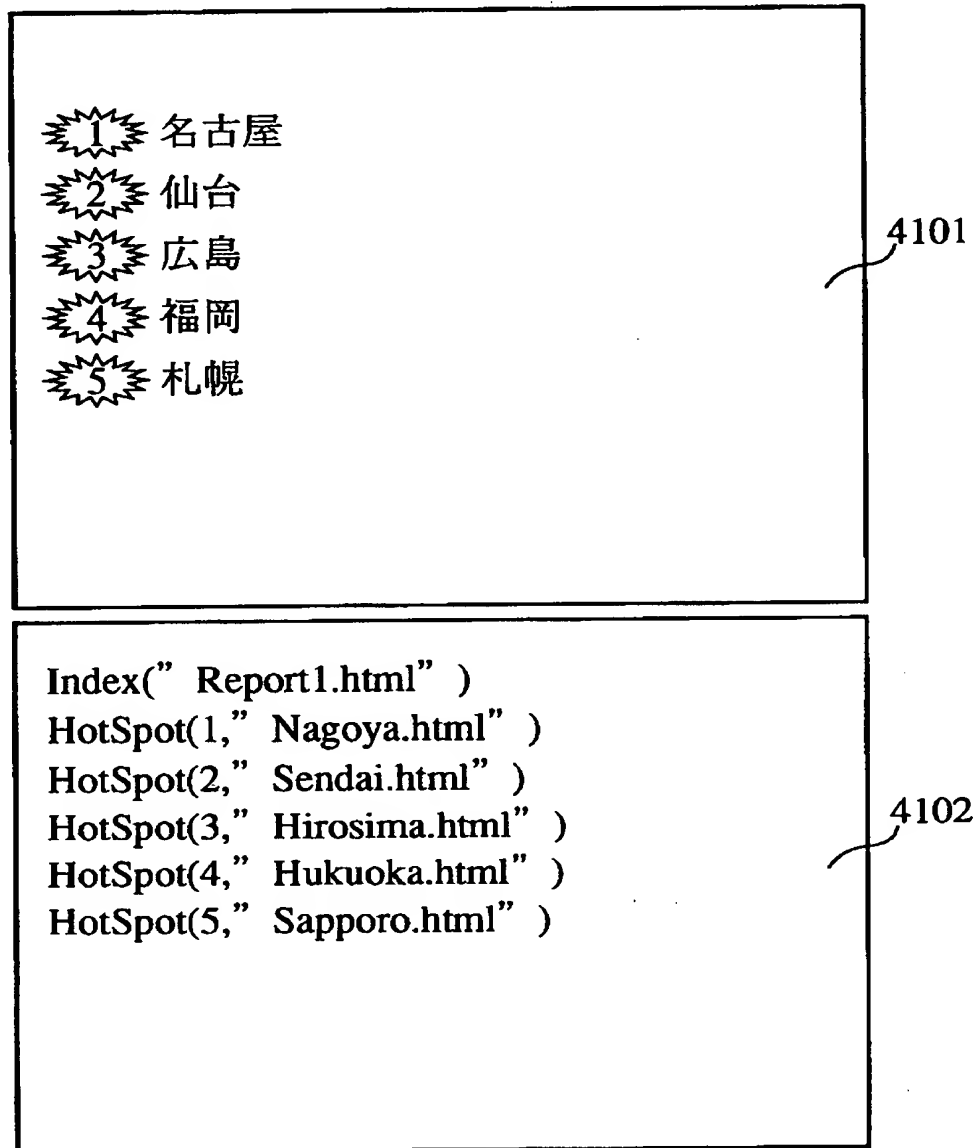 1 名古屋
2 仙台
3 広島
4 福岡
5 札幌
4101
Index(” Report1.html” )
HotSpot(1,” Nagoya.html” )
HotSpot(2,” Sendai.html” )
HotSpot(3,” Hirosima.html” )
HotSpot(4,” Hukuoka.html” )
HotSpot(5,” Sapporo.html” )
4102